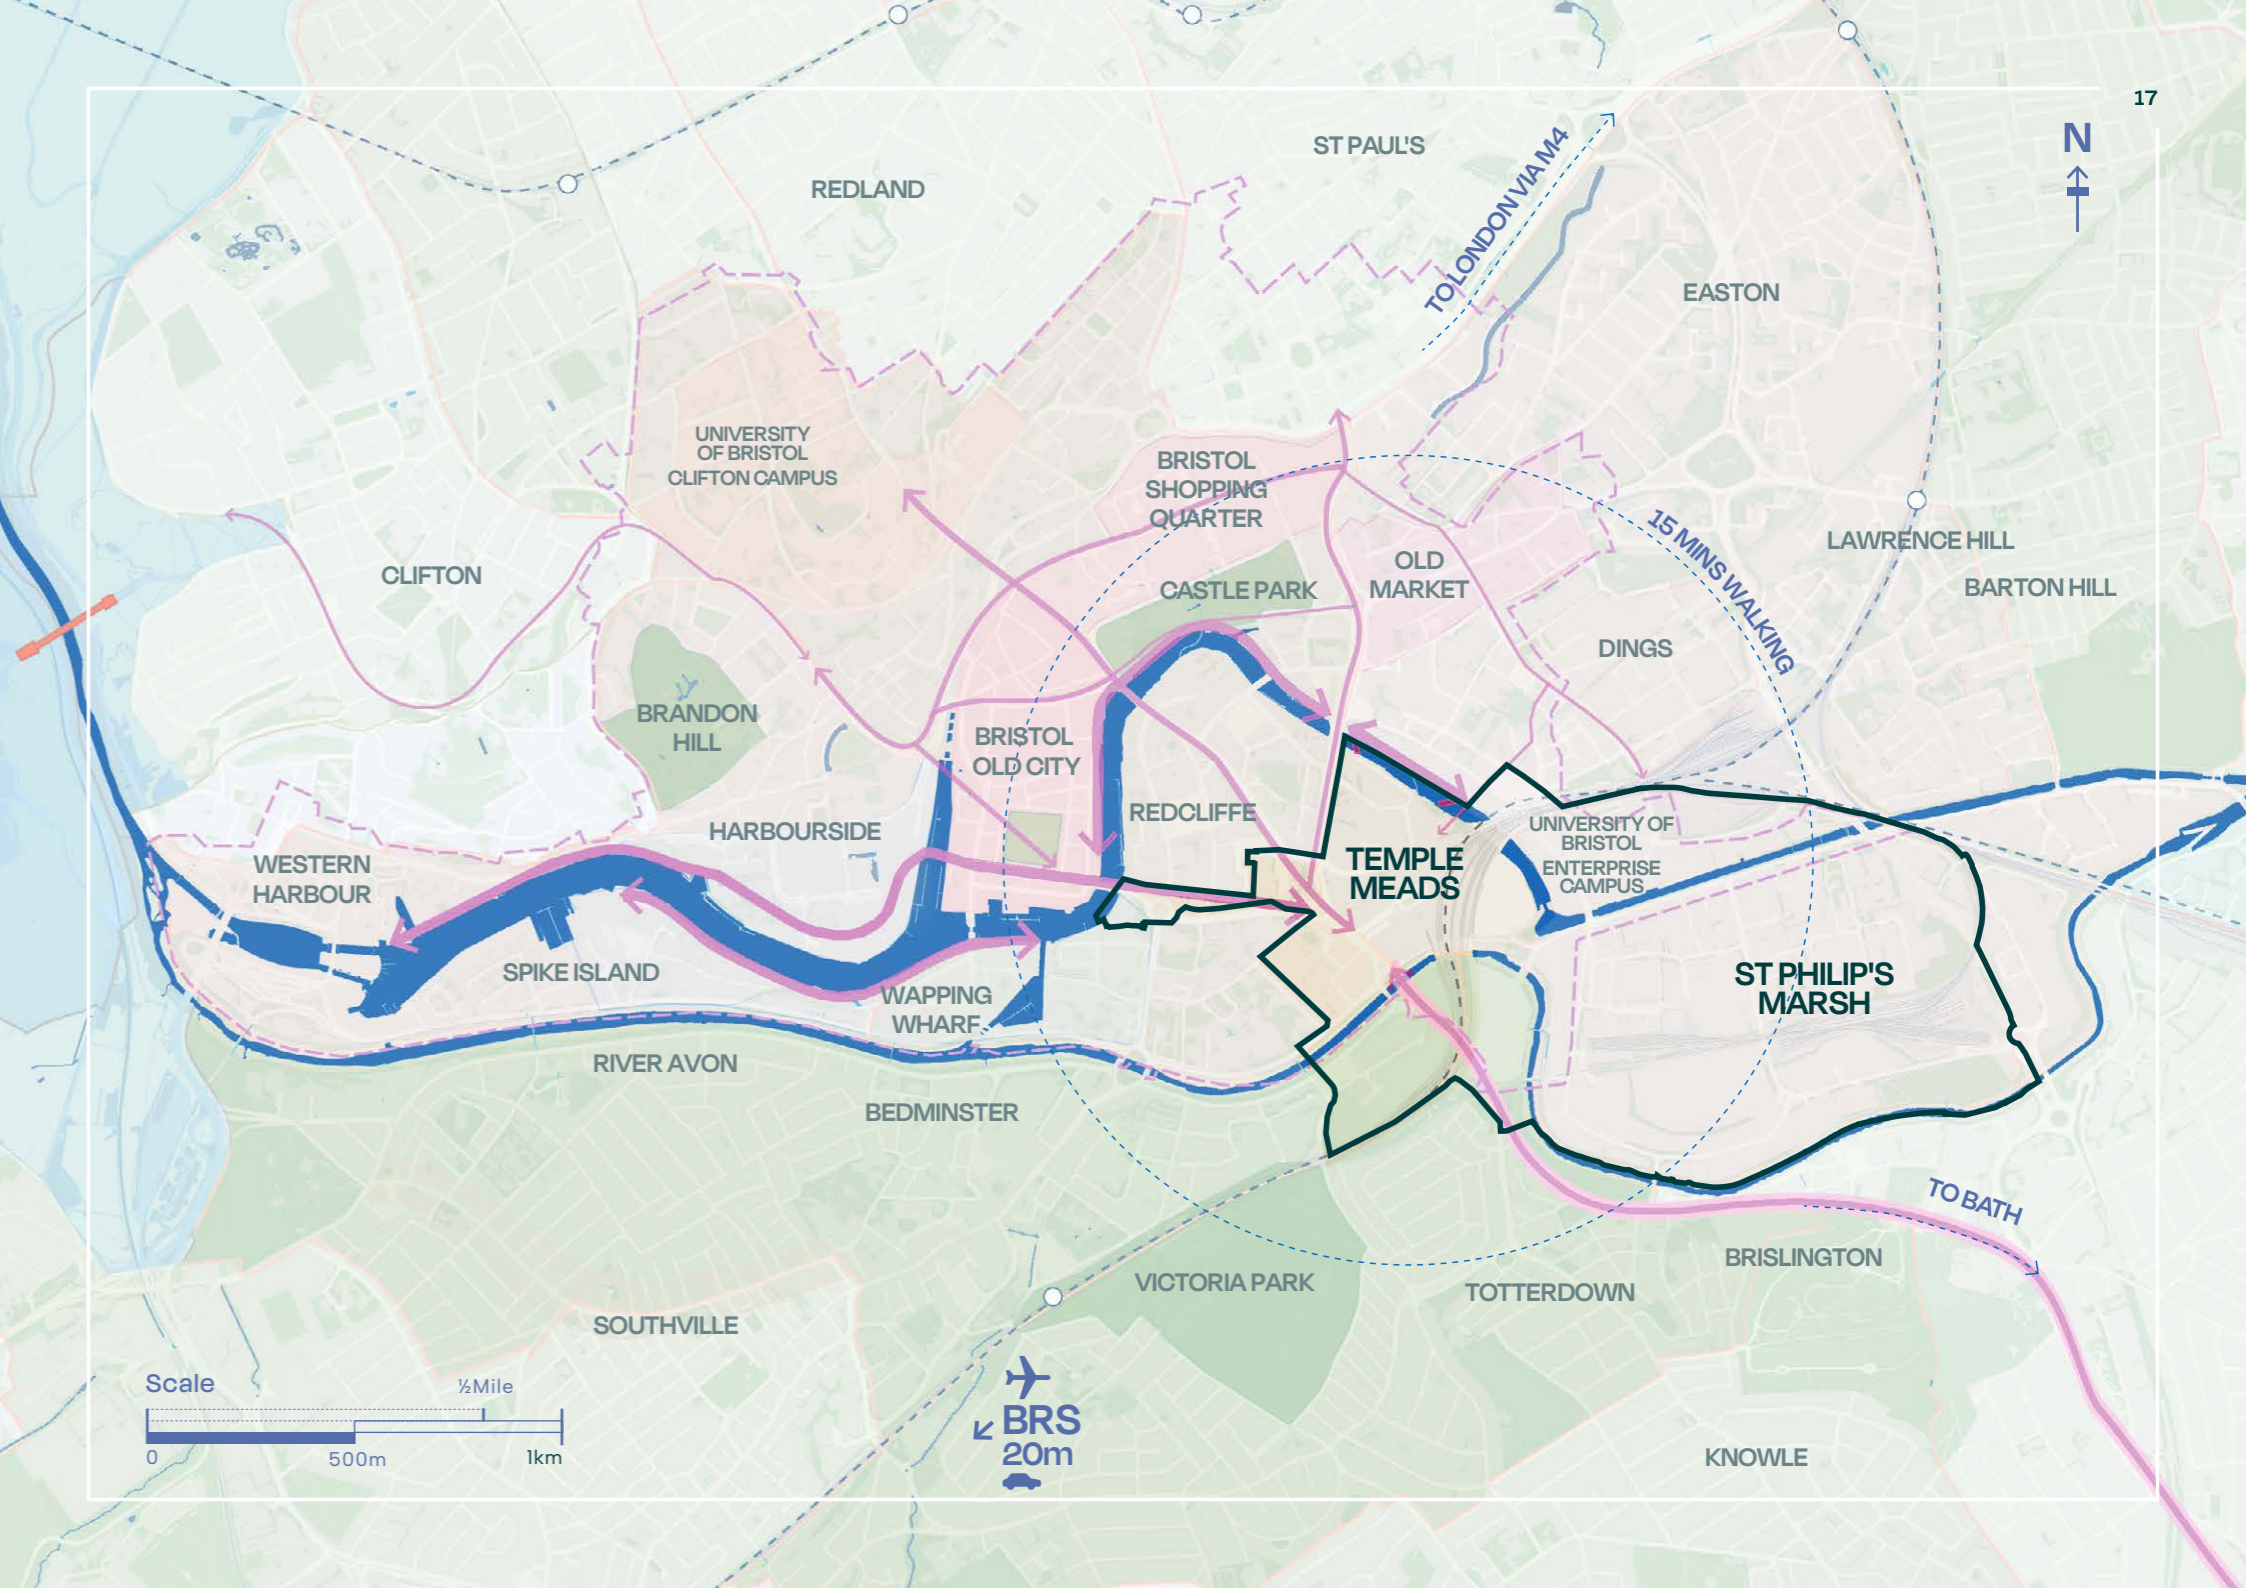 17
N
ST PAUL'S
REDLAND
TO LONDON VIA M4
EASTON
UNIVERSITY
OF BRISTOL
CLIFTON CAMPUS
BRISTOL
SHOPPING
QUARTER
15 MINS WALKING
LAWRENCE HILL
BARTON HILL
CLIFTON
CASTLE PARK
OLD
MARKET
DINGS
BRANDON
HILL
BRISTOL
OLD CITY
REDCLIFFE
HARBOURSIDE
UNIVERSITY OF
BRISTOL
ENTERPRISE
CAMPUS
TEMPLE
MEADS
WESTERN
HARBOUR
SPIKE ISLAND
WAPPING
WHARF
ST PHILIP'S
MARSH
RIVER AVON
BEDMINSTER
TO BATH
BRISLINGTON
VICTORIA PARK
TOTTERDOWN
SOUTHVILLE
KNOWLE
Scale
½Mile
0
500m
1km
BRS
20m